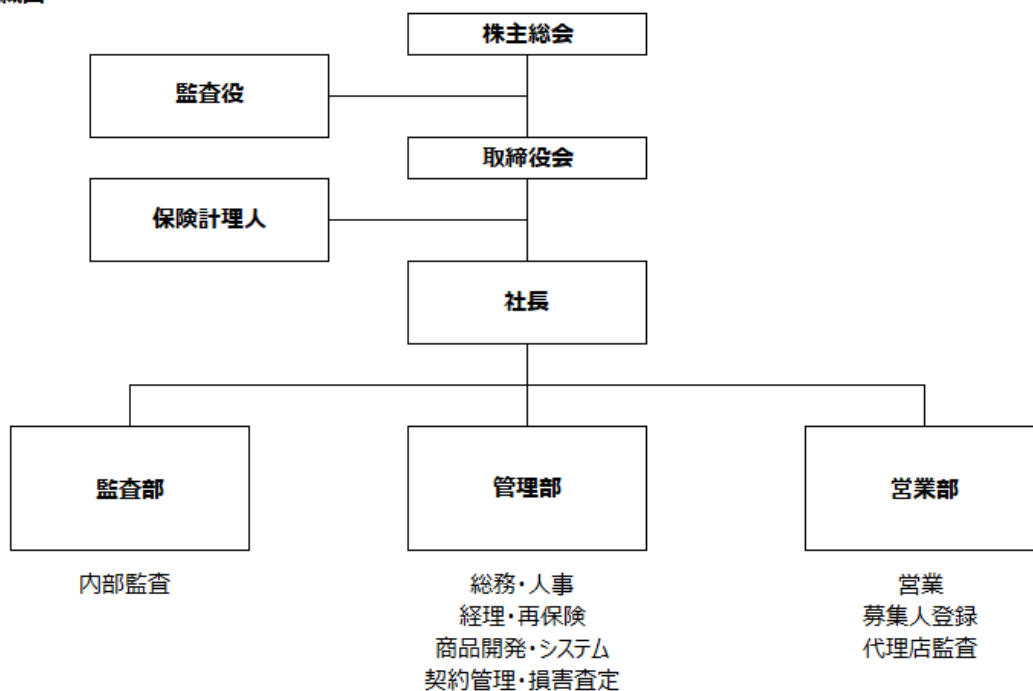 株主総会
監査役
取締役会
保険計理人
社長
監査部
管理部
営業部
内部監査
総務・人事
経理・再保険
商品開発・システム
契約管理・損害査定
営業
募集人登録
代理店監査